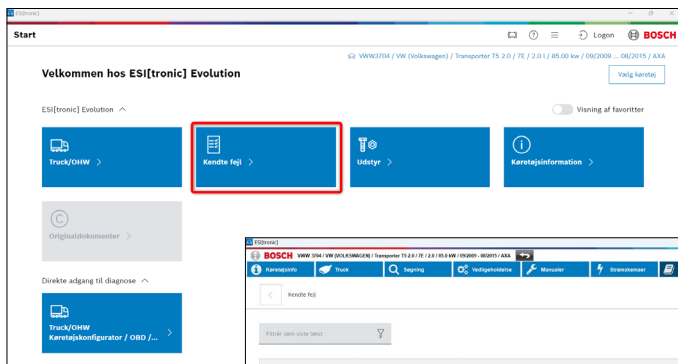 ESI[tronic]
Start
Logon
BOSCH
VWW3704 / VW (Volkswagen) / Transporter T5 2.0 / 7E / 2.0 l / 85.00 kw / 09/2009 ... 08/2015 / AXA
Velkommen hos ESI[tronic] Evolution
Vælg køretøj
ESI[tronic] Evolution
Visning af favoritter
Truck/OHW
Kendte fejl
Udstyr
Køretøjsinformation
Originaldokumenter
Direkte adgang til diagnose
Truck/OHW
Køretøjskonfigurator / OBD /...
ESI[tronic]
BOSCH VWW 3704 / VW (VOLKSWAGEN) / Transporter T5 2.0 / 7E / 2.0 / 85.0 kW / 09/2009 - 08/2015 / AXA
Køretøjsinfo Truck Søgning Vedligeholdelse Manualer Strømskemaer
Kendte fejl
Filtrér dem viste tekst